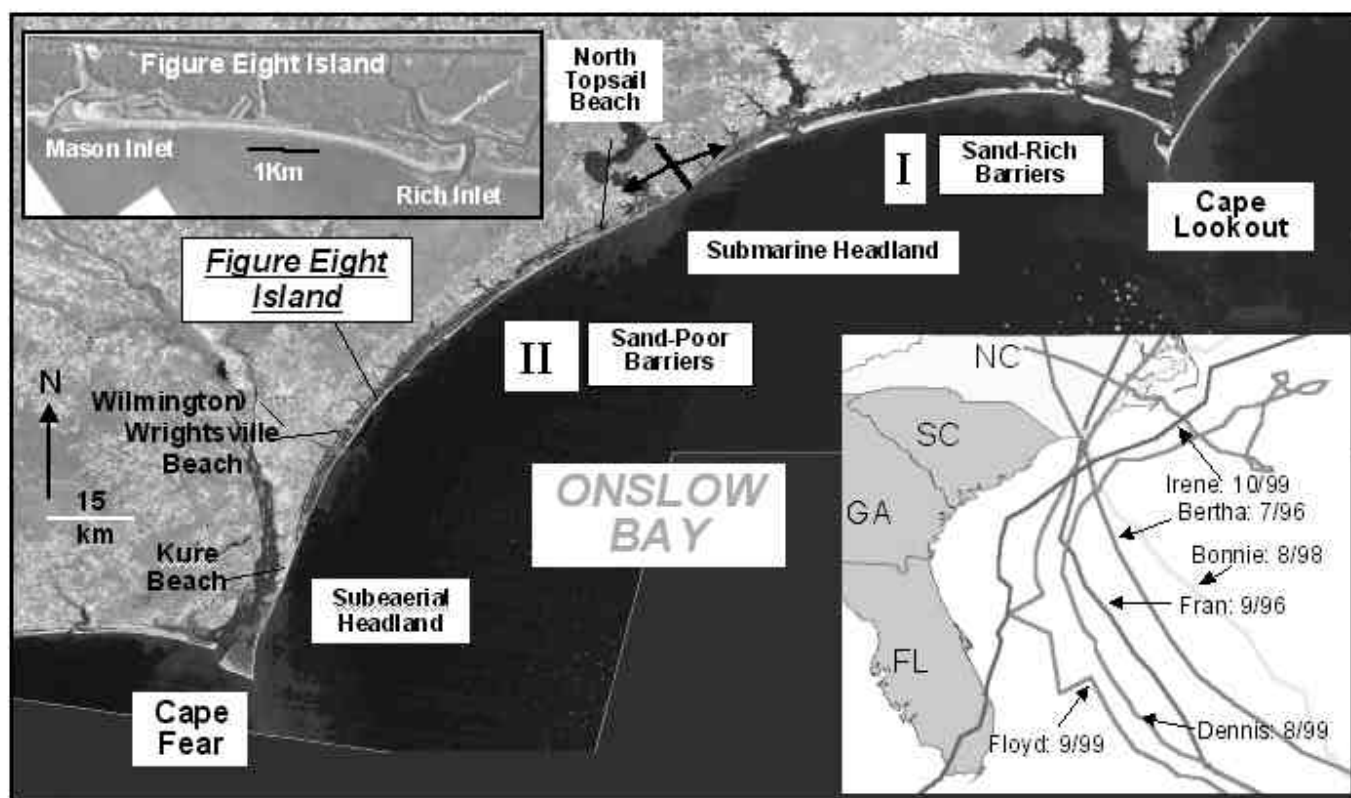 Figure Eight Island
Mason Inlet
1Km
Rich Inlet
North
Topsail
Beach
I
Sand-Rich
Barriers
Cape
Lookout
Submarine Headland
Figure Eight
Island
II
Sand-Poor
Barriers
N
15
km
Wilmington
Wrightsville
Beach
Kure
Beach
ONSLOW
BAY
Subeaerial
Headland
Cape
Fear
NC
SC
GA
FL
Irene: 10/99
Bertha: 7/96
Bonnie: 8/98
Fran: 9/96
Dennis: 8/99
Floyd: 9/99